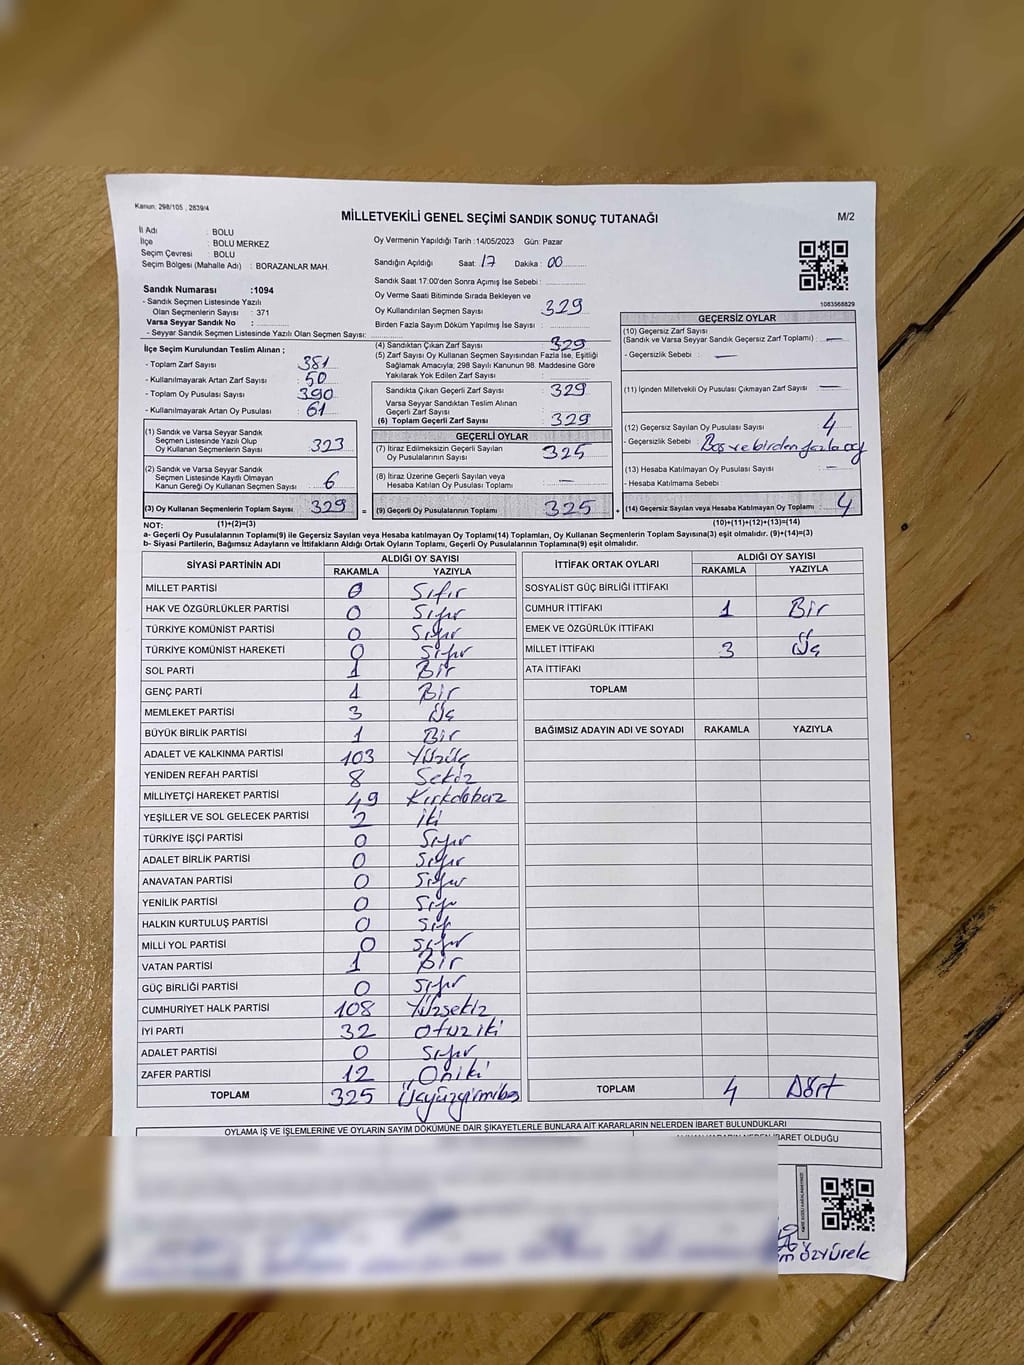 Kanun: 298/105 , 2839/4
MİLLETVEKİLİ GENEL SEÇİMİ SANDIK SONUÇ TUTANAĞI
M/2
İl Adı : BOLU
İlçe : BOLU MERKEZ
Seçim Çevresi : BOLU
Seçim Bölgesi (Mahalle Adı) : BORAZANLAR MAH.
Sandık Numarası :1094
- Sandık Seçmen Listesinde Yazılı
Olan Seçmenlerin Sayısı : 371
Varsa Seyyar Sandık No :
- Seyyar Sandık Seçmen Listesinde Yazılı Olan Seçmen Sayısı:
Oy Vermenin Yapıldığı Tarih : 14/05/2023 Gün: Pazar
Sandığın Açıldığı Saat: 17 Dakika : 00
Sandık Saat 17:00'den Sonra Açılmış İse Sebebi :
Oy Verme Saati Bitiminde Sırada Bekleyen ve
Oy Kullandırılan Seçmenlerin Sayısı : 329
Birden Fazla Sayım Döküm Yapılmış İse Sayısı :
1083568829
İlçe Seçim Kurulundan Teslim Alınan ;
- Toplam Zarf Sayısı : 381
- Kullanılmayarak Artan Zarf Sayısı : 50
- Toplam Oy Pusulası Sayısı : 390
- Kullanılmayarak Artan Oy Pusulası : 61
(1) Sandık ve Varsa Seyyar Sandık
Seçmen Listesinde Yazılı Olup
Oy Kullanan Seçmenlerin Sayısı : 323
(2) Sandık ve Varsa Seyyar Sandık
Seçmen Listesinde Kayıtlı Olmayan
Kanun Gereği Oy Kullanan Seçmen Sayısı : 6
(3) Oy Kullanan Seçmenlerin Toplam Sayısı : 329 =
(4) Sandıktan Çıkan Zarf Sayısı : 329
(5) Zarf Sayısı Oy Kullanan Seçmen Sayısından Fazla İse, Eşitliği
Sağlamak Amacıyla; 298 Sayılı Kanunun 98. Maddesine Göre
Yakılarak Yok Edilen Zarf Sayısı :
Sandıkta Çıkan Geçerli Zarf Sayısı : 329
Varsa Seyyar Sandıktan Teslim Alınan
Geçerli Zarf Sayısı :
(6) Toplam Geçerli Zarf Sayısı : 329
GEÇERLİ OYLAR
(7) İtiraz Edilmeksizin Geçerli Sayılan
Oy Pusulalarının Sayısı : 325
(8) İtiraz Üzerine Geçerli Sayılan veya
Hesaba Katılan Oy Pusulası Toplamı : —
(9) Geçerli Oy Pusulalarının Toplamı : 325 +
GEÇERSİZ OYLAR
(10) Geçersiz Zarf Sayısı
(Sandık ve Varsa Seyyar Sandık Geçersiz Zarf Toplamı) : —
- Geçersizlik Sebebi : —
(11) İçinden Milletvekili Oy Pusulası Çıkmayan Zarf Sayısı : —
(12) Geçersiz Sayılan Oy Pusulası Sayısı : 4
- Geçersizlik Sebebi : Boş ve birden fazla oy
(13) Hesaba Katılmayan Oy Pusulası Sayısı : —
- Hesaba Katılmama Sebebi
(14) Geçersiz Sayılan veya Hesaba Katılmayan Oy Toplamı : 4
NOT: (1)+(2)=(3) (10)+(11)+(12)+(13)=(14)
a- Geçerli Oy Pusulalarının Toplamı(9) ile Geçersiz Sayılan veya Hesaba katılmayan Oy Toplamı(14) Toplamları, Oy Kullanan Seçmenlerin Toplam Sayısına(3) eşit olmalıdır. (9)+(14)=(3)
b- Siyasi Partilerin, Bağımsız Adayların ve İttifakların Aldığı Ortak Oyların Toplamı, Geçerli Oy Pusulalarının Toplamına(9) eşit olmalıdır.
SİYASİ PARTİNİN ADI ALDIĞI OY SAYISI
RAKAMLA YAZIYLA
MİLLET PARTİSİ 0 Sıfır
HAK VE ÖZGÜRLÜKLER PARTİSİ 0 Sıfır
TÜRKİYE KOMÜNİST PARTİSİ 0 Sıfır
TÜRKİYE KOMÜNİST HAREKETİ 0 Sıfır
SOL PARTİ 1 Bir
GENÇ PARTİ 1 Bir
MEMLEKET PARTİSİ 3 Üç
BÜYÜK BİRLİK PARTİSİ 1 Bir
ADALET VE KALKINMA PARTİSİ 103 Yüzüç
YENİDEN REFAH PARTİSİ 8 Sekiz
MİLLİYETÇİ HAREKET PARTİSİ 49 Kırkdokuz
YEŞİLLER VE SOL GELECEK PARTİSİ 2 İki
TÜRKİYE İŞÇİ PARTİSİ 0 Sıfır
ADALET BİRLİK PARTİSİ 0 Sıfır
ANAVATAN PARTİSİ 0 Sıfır
YENİLİK PARTİSİ 0 Sıfır
HALKIN KURTULUŞ PARTİSİ 0 Sıf
MİLLİ YOL PARTİSİ 0 Sıfır
VATAN PARTİSİ 1 Bir
GÜÇ BİRLİĞİ PARTİSİ 0 Sıfır
CUMHURİYET HALK PARTİSİ 108 Yüzsekiz
İYİ PARTİ 32 Otuziki
ADALET PARTİSİ 0 Sıfır
ZAFER PARTİSİ 12 Oniki
TOPLAM 325 Üçyüzyirmibeş
İTTİFAK ORTAK OYLARI ALDIĞI OY SAYISI
RAKAMLA YAZIYLA
SOSYALİST GÜÇ BİRLİĞİ İTTİFAKI
CUMHUR İTTİFAKI 1 Bir
EMEK VE ÖZGÜRLÜK İTTİFAKI
MİLLET İTTİFAKI 3 Üç
ATA İTTİFAKI
TOPLAM
BAĞIMSIZ ADAYIN ADI VE SOYADI RAKAMLA YAZIYLA
TOPLAM 4 Dört
OYLAMA İŞ VE İŞLEMLERİNE VE OYLARIN SAYIM DÖKÜMÜNE DAİR ŞİKAYETLERLE BUNLARA AİT KARARLARIN NELERDEN İBARET BULUNDUKLARI
İBARET OLDUĞU
özyürek